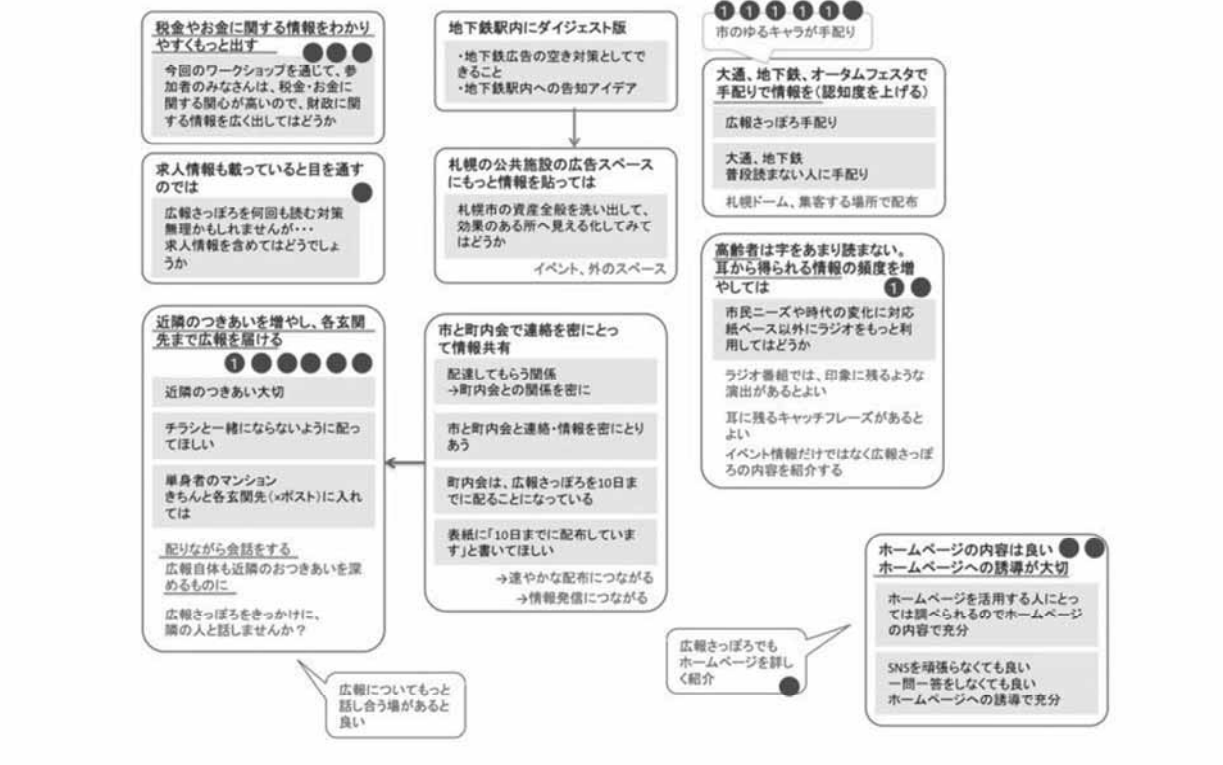 税金やお金に関する情報をわかり
やすくもっと出す
今回のワークショップを通じて、参
加者のみなさんは、税金・お金に
関する関心が高いので、財政に関
する情報を広く出してはどうか
求人情報も載っていると目を通す
のでは
広報さっぽろを何回も読む対策
無理かもしれませんが・・・
求人情報を含めてはどうでしょ
うか
近隣のつきあいを増やし、各玄関
先まで広報を届ける
1
近隣のつきあい大切
チラシと一緒にならないように配っ
てほしい
単身者のマンション
きちんと各玄関先(×ポスト)に入れ
ては
配りながら会話をする
広報自体も近隣のおつきあいを深
めるものに
広報さっぽろをきっかけに、
隣の人と話しませんか？
広報についてもっと
話し合う場があると
良い
地下鉄駅内にダイジェスト版
・地下鉄広告の空き対策としてで
きること
・地下鉄駅内への告知アイデア
札幌の公共施設の広告スペース
にもっと情報を貼っては
札幌市の資産全般を洗い出して、
効果のある所へ見える化してみて
はどうか
イベント、外のスペース
市と町内会で連絡を密にとっ
て情報共有
配達してもらう関係
→町内会との関係を密に
市と町内会と連絡・情報を密にとり
あう
町内会は、広報さっぽろを10日ま
でに配ることになっている
表紙に「10日までに配布していま
す」と書いてほしい
→速やかな配布につながる
→情報発信につながる
1 1 1 1 1
市のゆるキャラが手配り
大通、地下鉄、オータムフェスタで
手配りで情報を(認知度を上げる)
広報さっぽろ手配り
大通、地下鉄
普段読まない人に手配り
札幌ドーム、集客する場所で配布
高齢者は字をあまり読まない。
耳から得られる情報の頻度を増
やしては
1
市民ニーズや時代の変化に対応
紙ベース以外にラジオをもっと利
用してはどうか
ラジオ番組では、印象に残るような
演出があるとよい
耳に残るキャッチフレーズがあると
よい
イベント情報だけではなく広報さっぽ
ろの内容を紹介する
ホームページの内容は良い
ホームページへの誘導が大切
ホームページを活用する人にとっ
ては調べられるのでホームページ
の内容で充分
SNSを頑張らなくても良い
一問一答をしなくても良い
ホームページへの誘導で充分
広報さっぽろでも
ホームページを詳し
く紹介